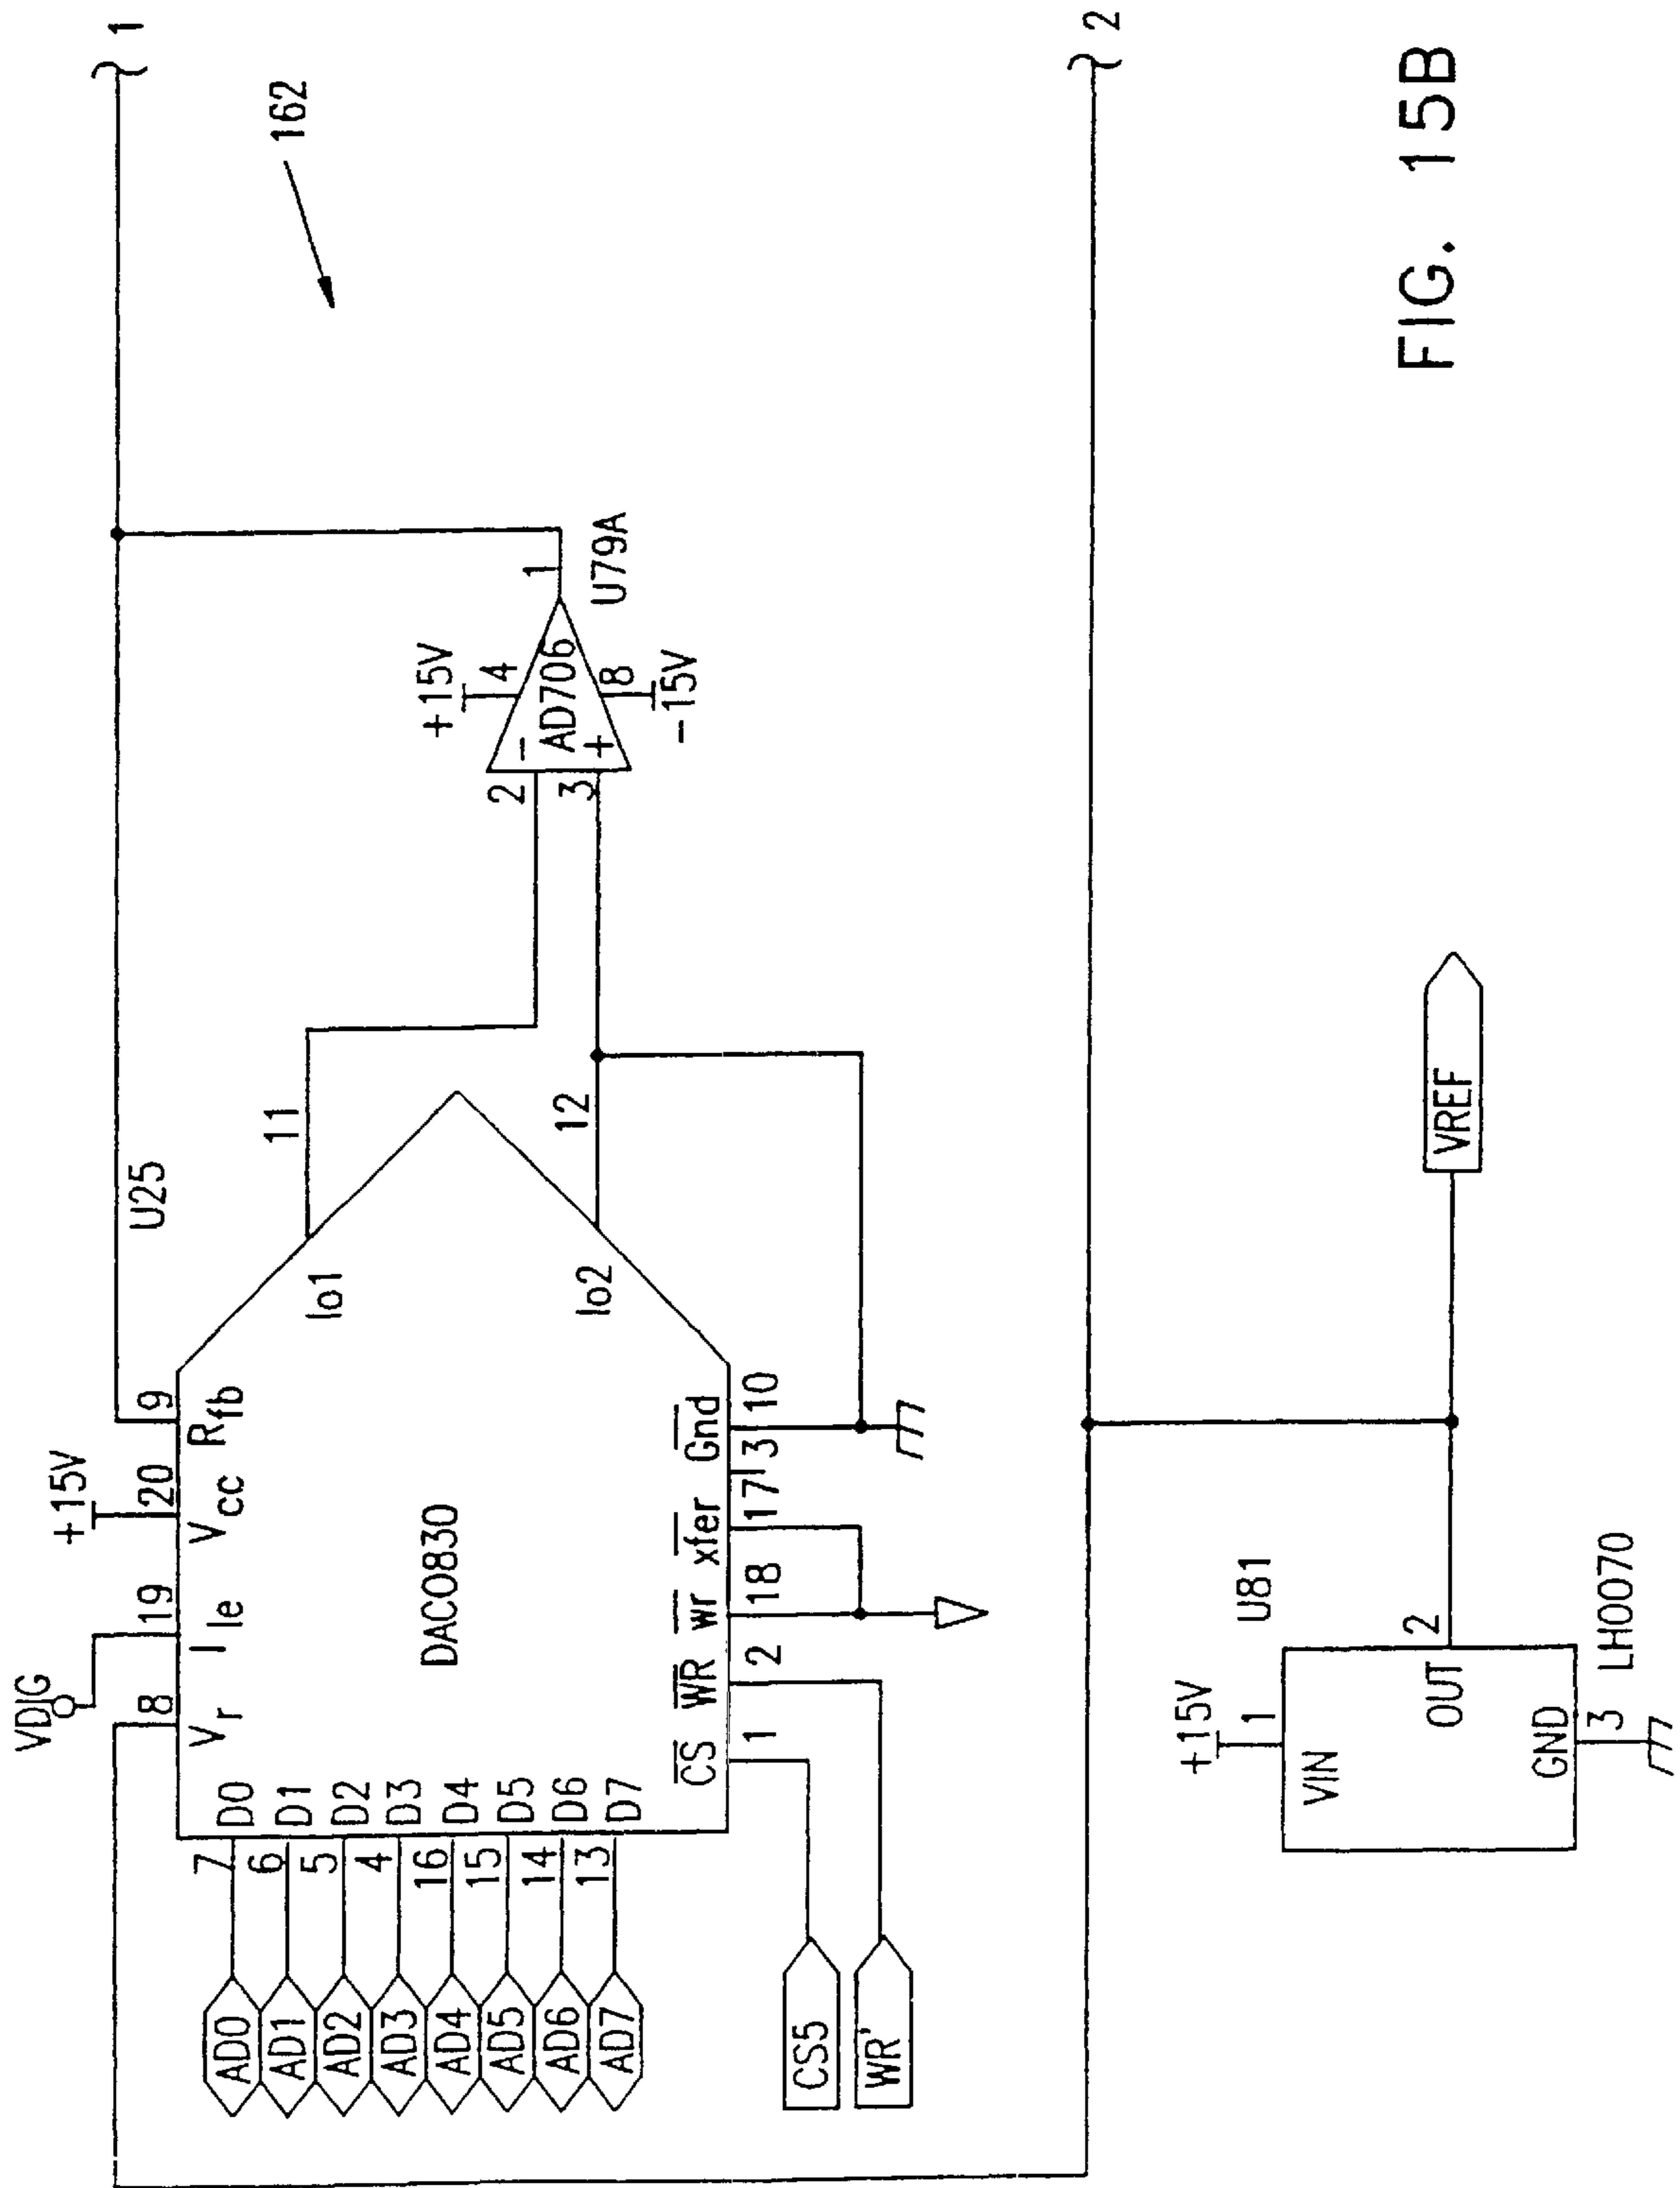 VDIG
+15V
8
19
20
9
U25
1
Vr
Ile
Vcc
Rfb
162
AD0
7
D0
AD1
6
D1
AD2
5
D2
AD3
4
D3
AD4
16
D4
AD5
15
D5
AD6
14
D6
AD7
13
D7
DAC0830
Io1
11
Io2
12
+15V
4
2
−
AD706
3
+
8
−15V
1
U79A
CS
WR
wr
xfer
Gnd
1
2
18
17
3
10
CS5
WR'
2
+15V
1
U81
VIN
OUT
2
GND
3
LH0070
VREF
FIG. 15B